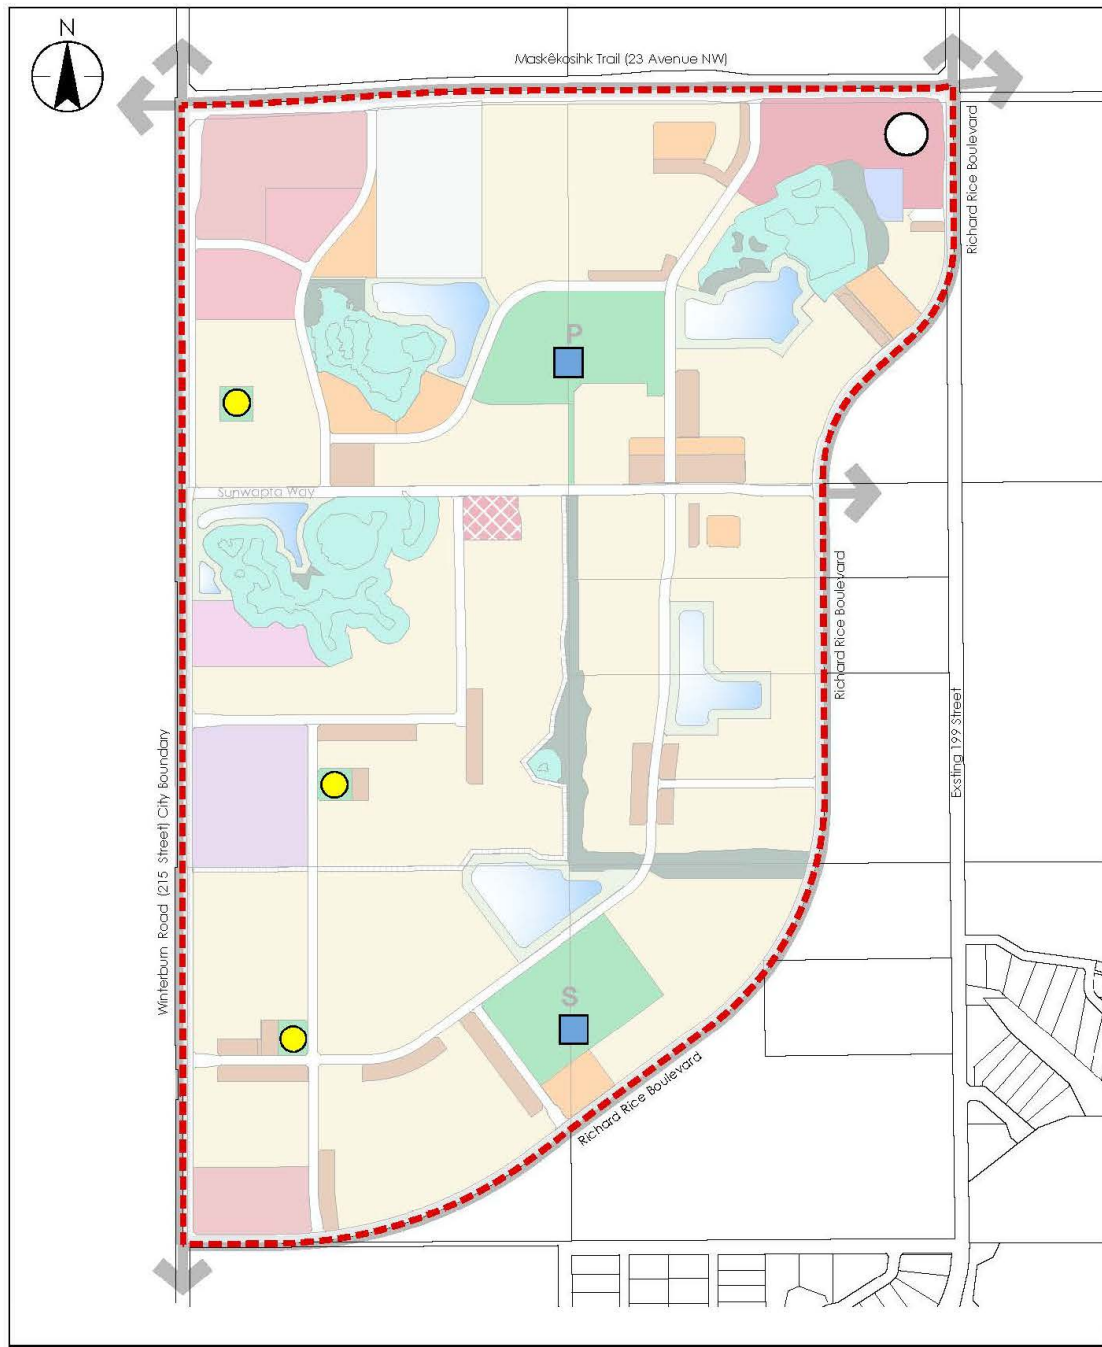 N
Maskêkosihk Trail (23 Avenue NW)
Richard Rice Boulevard
P
Sunwapta Way
Richard Rice Boulevard
Exsting 199 Street
Winterburn Road (215 Street) City Boundary
S
Richard Rice Boulevard